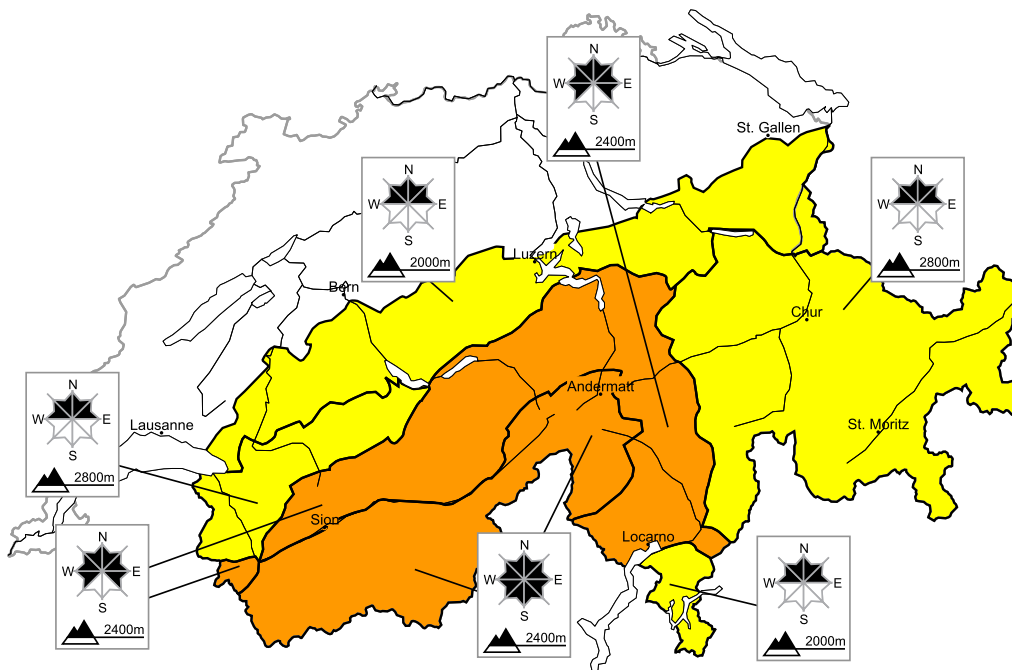 N
W E
S
2400m
St. Gallen
N
W E
S
2000m
N
W E
S
2800m
Luzern
Bern
Chur
N
W E
S
2800m
Andermatt
Lausanne
St. Moritz
Sion
Locarno
N
W E
S
2400m
N
W E
S
2400m
N
W E
S
2000m